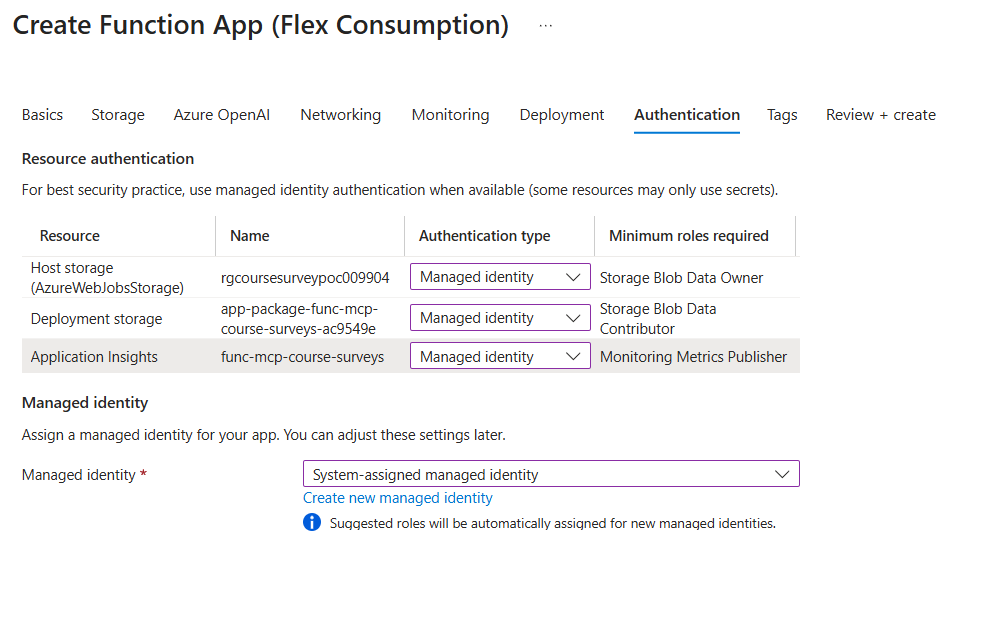 Create Function App (Flex Consumption) ...
Basics Storage Azure OpenAI Networking Monitoring Deployment Authentication Tags Review + create
Resource authentication
For best security practice, use managed identity authentication when available (some resources may only use secrets).
Resource Name Authentication type Minimum roles required
Host storage
(AzureWebJobsStorage) rgcoursesurveypoc009904 Managed identity Storage Blob Data Owner
Deployment storage app-package-func-mcp-
course-surveys-ac9549e Managed identity Storage Blob Data
Contributor
Application Insights func-mcp-course-surveys Managed identity Monitoring Metrics Publisher
Managed identity
Assign a managed identity for your app. You can adjust these settings later.
Managed identity * System-assigned managed identity
Create new managed identity
Suggested roles will be automatically assigned for new managed identities.